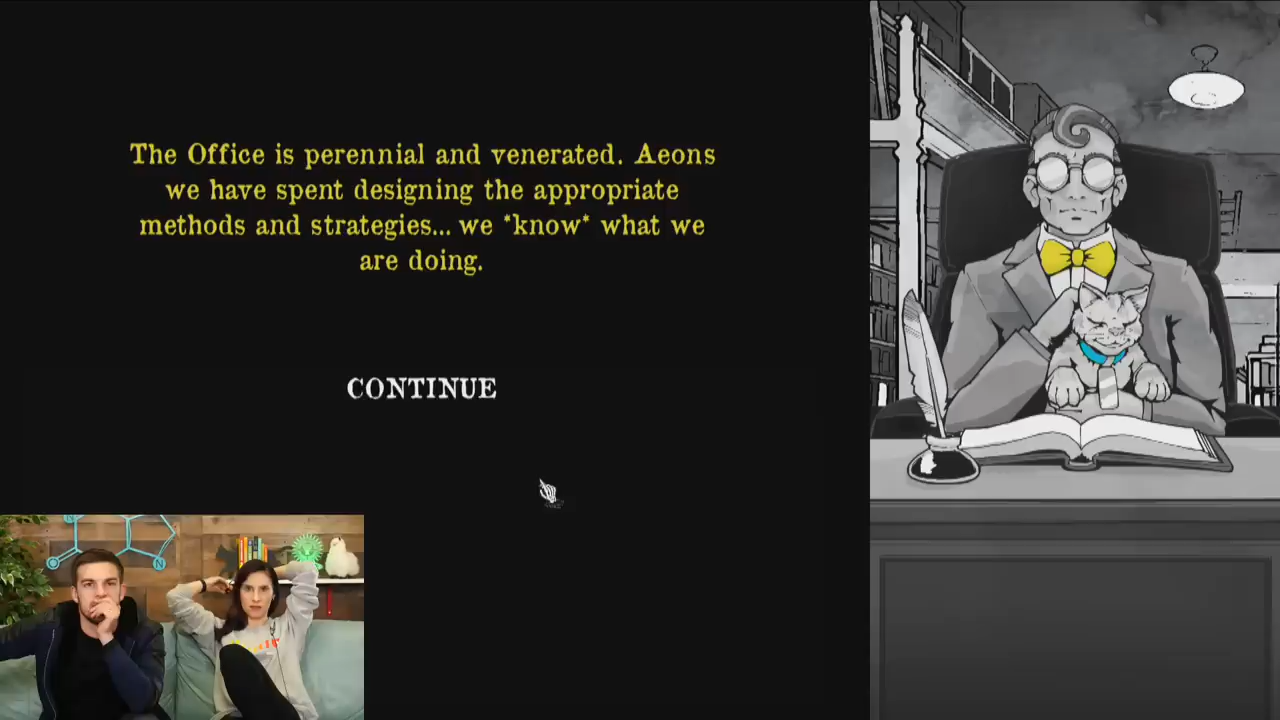 The Office is perennial and venerated. Aeons
we have spent designing the appropriate
methods and strategies... we *know* what we
are doing.
CONTINUE
N
N